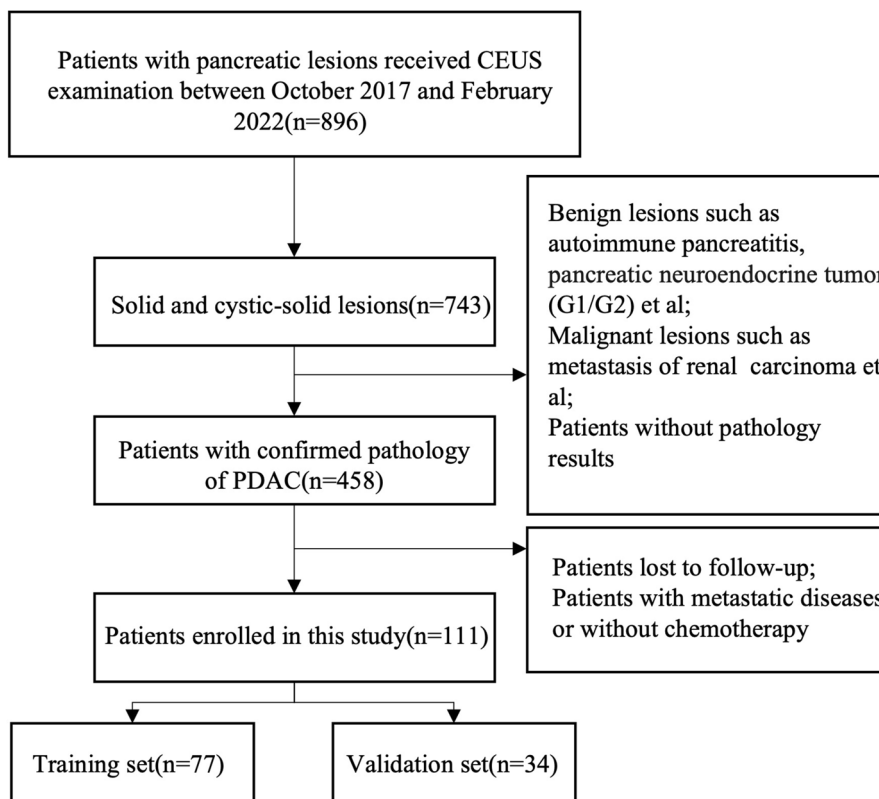 Patients with pancreatic lesions received CEUS
examination between October 2017 and February
2022(n=896)
Solid and cystic-solid lesions(n=743)
Benign lesions such as
autoimmune pancreatitis,
pancreatic neuroendocrine tumor
(G1/G2) et al;
Malignant lesions such as
metastasis of renal carcinoma et
al;
Patients without pathology
results
Patients with confirmed pathology
of PDAC(n=458)
Patients lost to follow-up;
Patients with metastatic diseases
or without chemotherapy
Patients enrolled in this study(n=111)
Training set(n=77)
Validation set(n=34)